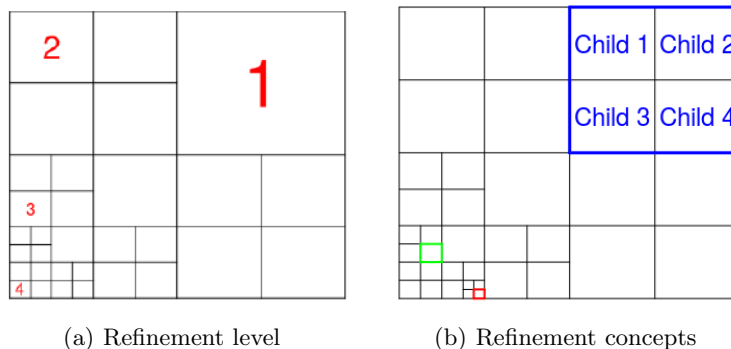 2
1
3
4
Child 1 Child 2
Child 3 Child 4
(a) Refinement level
(b) Refinement concepts